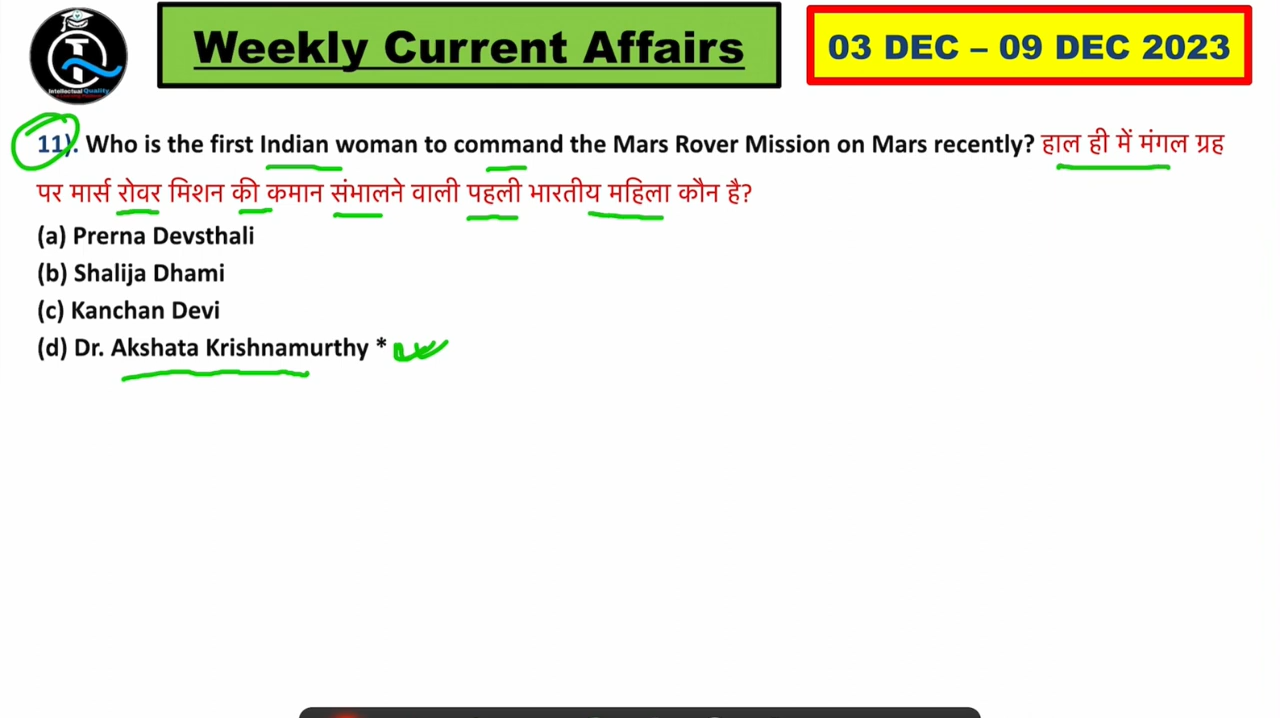 Intellectual Quality
Weekly Current Affairs
03 DEC – 09 DEC 2023
11). Who is the first Indian woman to command the Mars Rover Mission on Mars recently? हाल ही में मंगल ग्रह
पर मार्स रोवर मिशन की कमान संभालने वाली पहली भारतीय महिला कौन है?
(a) Prerna Devsthali
(b) Shalija Dhami
(c) Kanchan Devi
(d) Dr. Akshata Krishnamurthy *